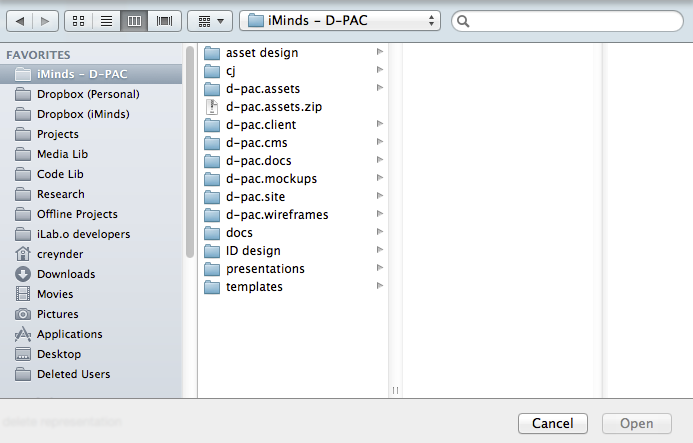 iMinds – D-PAC
FAVORITES
iMinds – D-PAC
Dropbox (Personal)
Dropbox (iMinds)
Projects
Media Lib
Code Lib
Research
Offline Projects
iLab.o developers
creynder
Downloads
Movies
Pictures
Applications
Desktop
Deleted Users
asset design
cj
d-pac.assets
d-pac.assets.zip
d-pac.client
d-pac.cms
d-pac.docs
d-pac.mockups
d-pac.site
d-pac.wireframes
docs
ID design
presentations
templates
delete representation
Cancel
Open